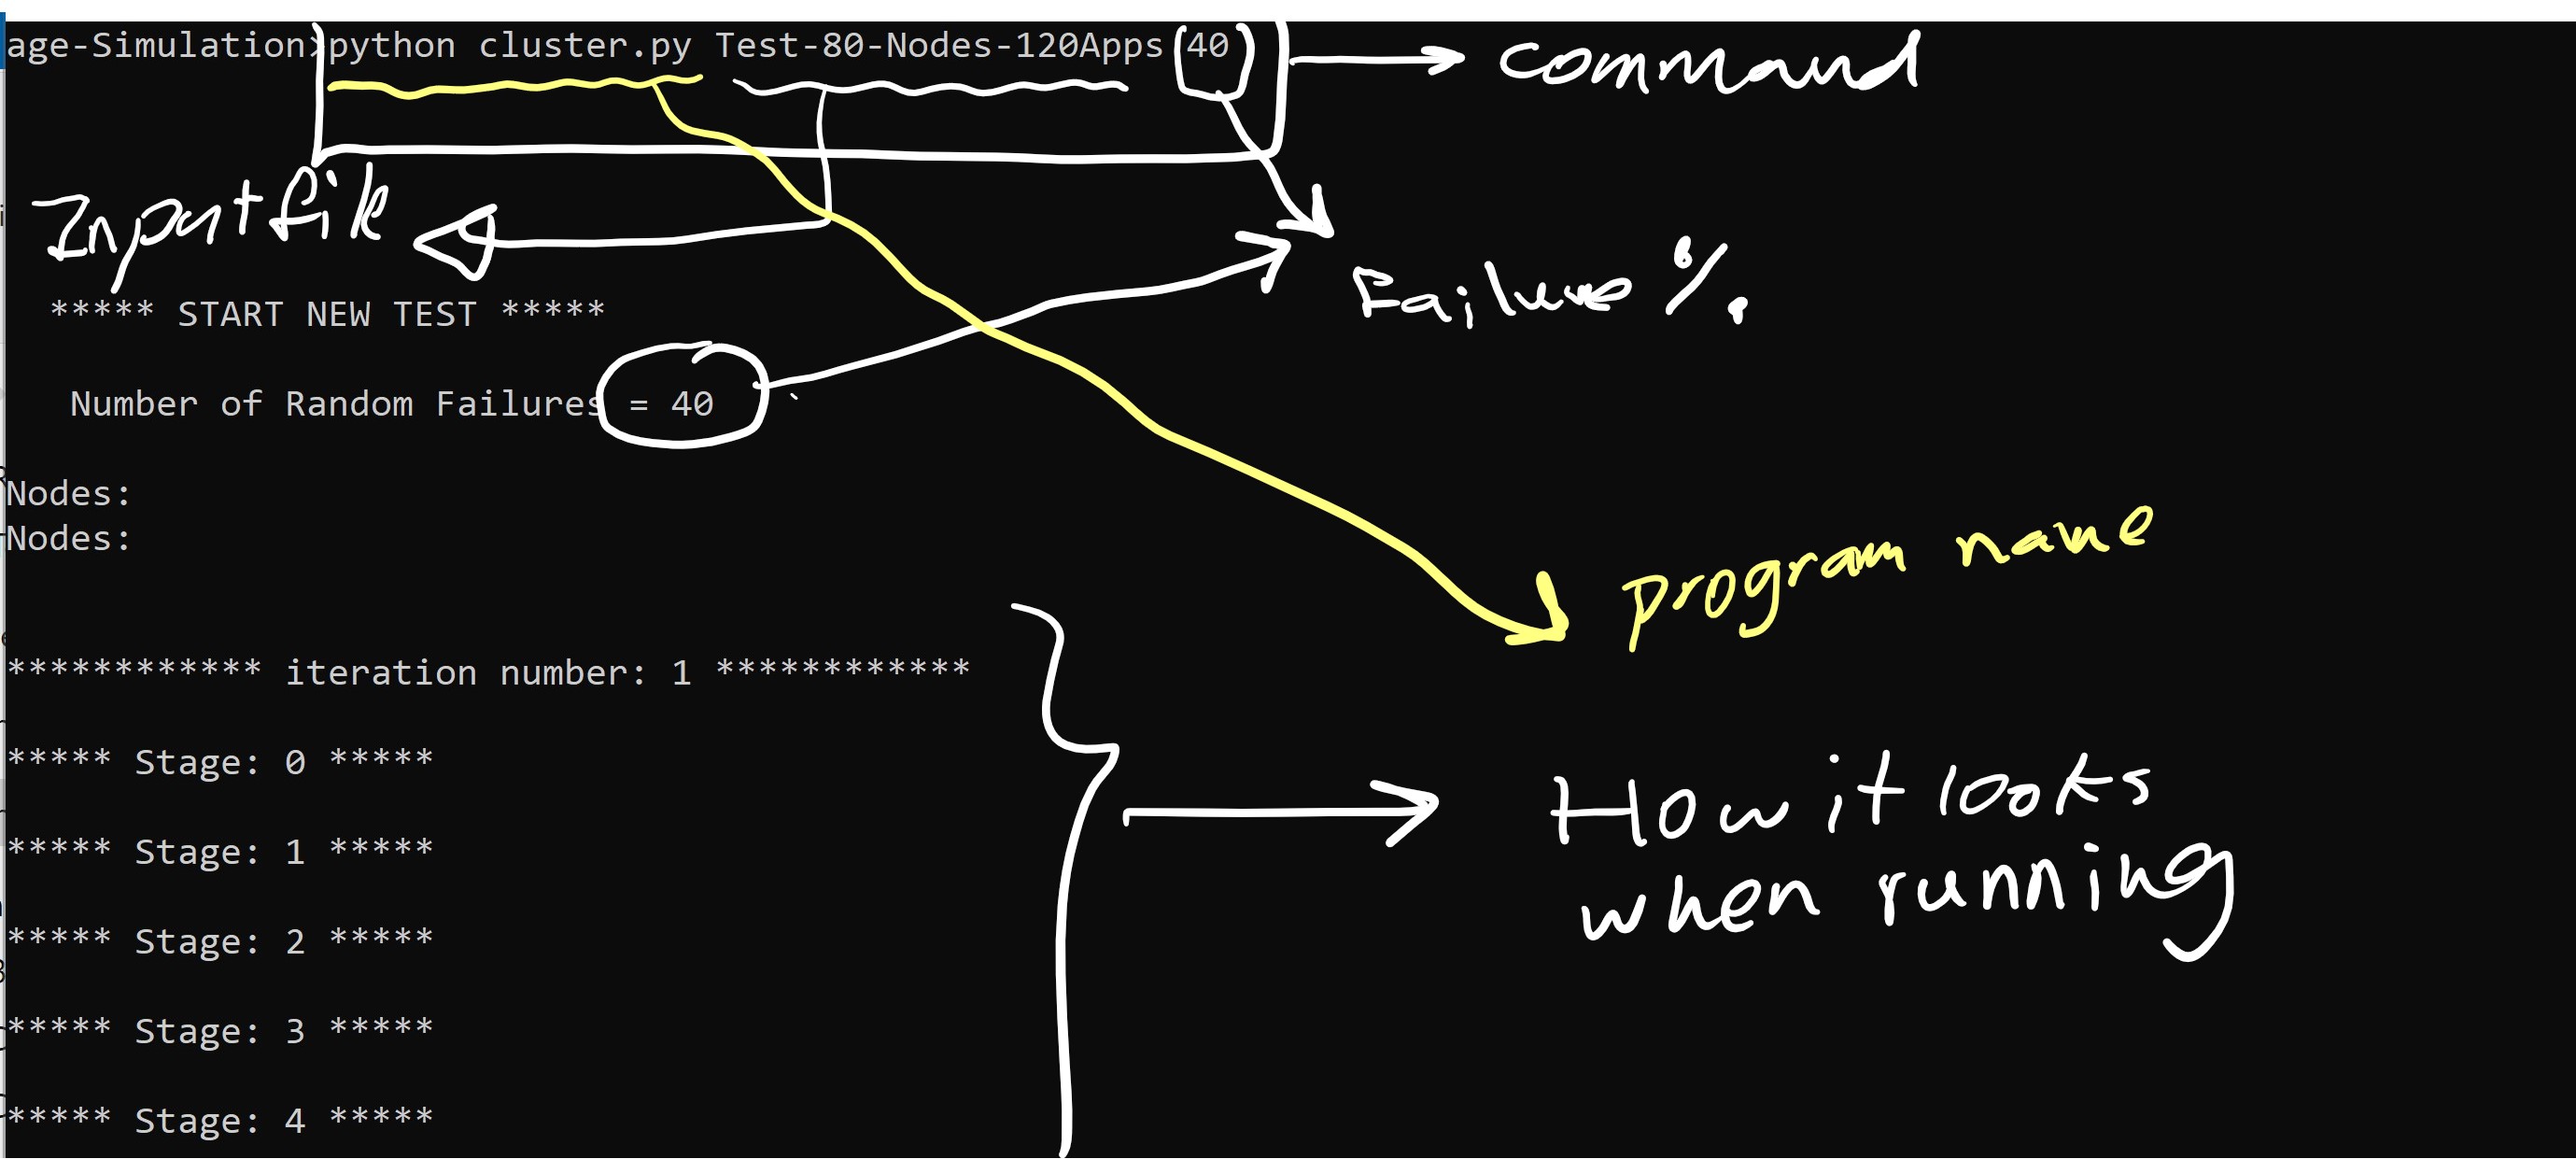 age-Simulation>python cluster.py Test-80-Nodes-120Apps 40
command
Input file
Failure %
***** START NEW TEST *****
Number of Random Failures = 40
Nodes:
Nodes:
program name
************ iteration number: 1 ************
***** Stage: 0 *****
How it looks
***** Stage: 1 *****
when running
***** Stage: 2 *****
***** Stage: 3 *****
***** Stage: 4 *****